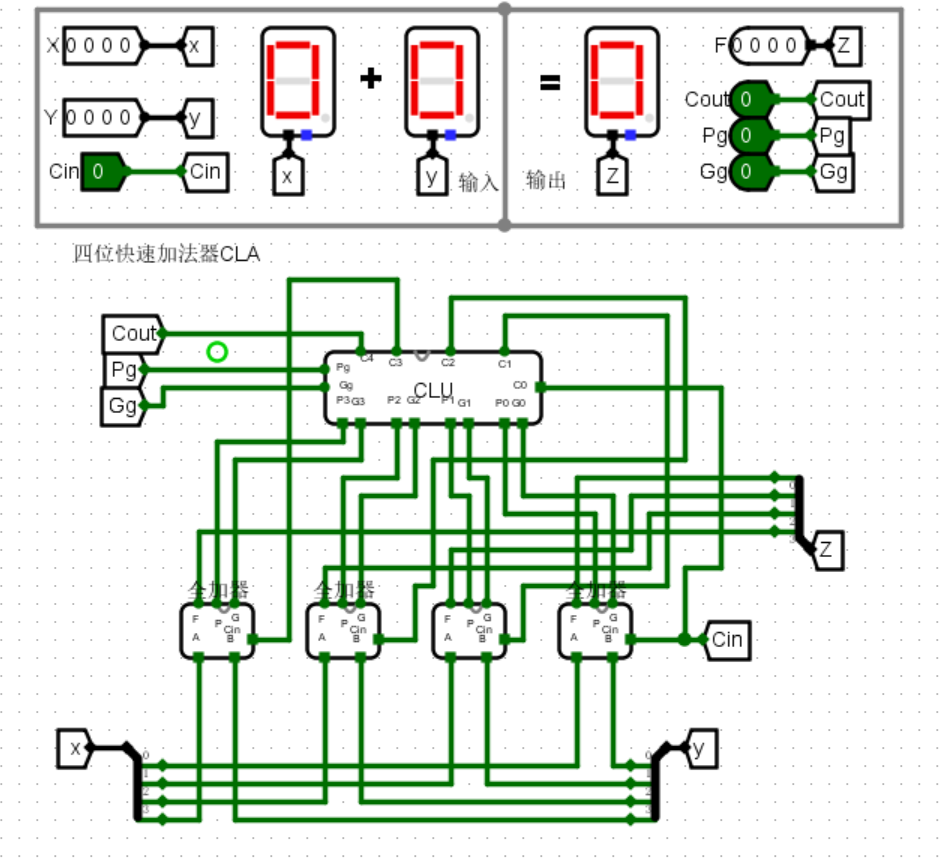 X 0 0 0 0 x
F 0 0 0 0 Z
Y 0 0 0 0 y
+ =
Cout 0 Cout
Pg 0 Pg
Cin 0 Cin
Gg 0 Gg
x y 输入 输出 Z
四位快速加法器CLA
Cout
Pg
Gg
C4 C3 C2 C1
Pg
Gg
CLU
C0
P3 G3 P2 G2 P1 G1 P0 G0
0
1
2
3
Z
全加器 全加器 全加器
F P G F P G F P G F P G
A Cin B A Cin B A Cin B A Cin B
Cin
x
0
1
2
3
y
0
1
2
3